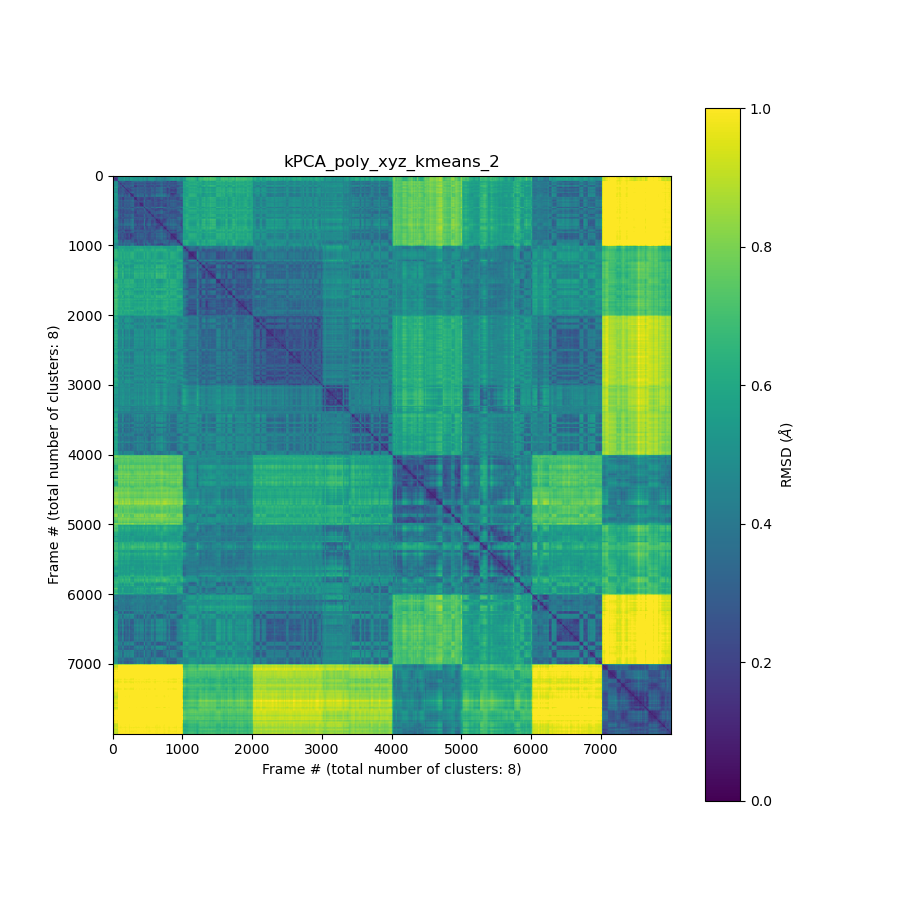 kPCA_poly_xyz_kmeans_2
0
1000
2000
3000
4000
5000
6000
7000
Frame # (total number of clusters: 8)
0 1000 2000 3000 4000 5000 6000 7000
Frame # (total number of clusters: 8)
1.0
0.8
0.6
0.4
0.2
0.0
RMSD (Å)